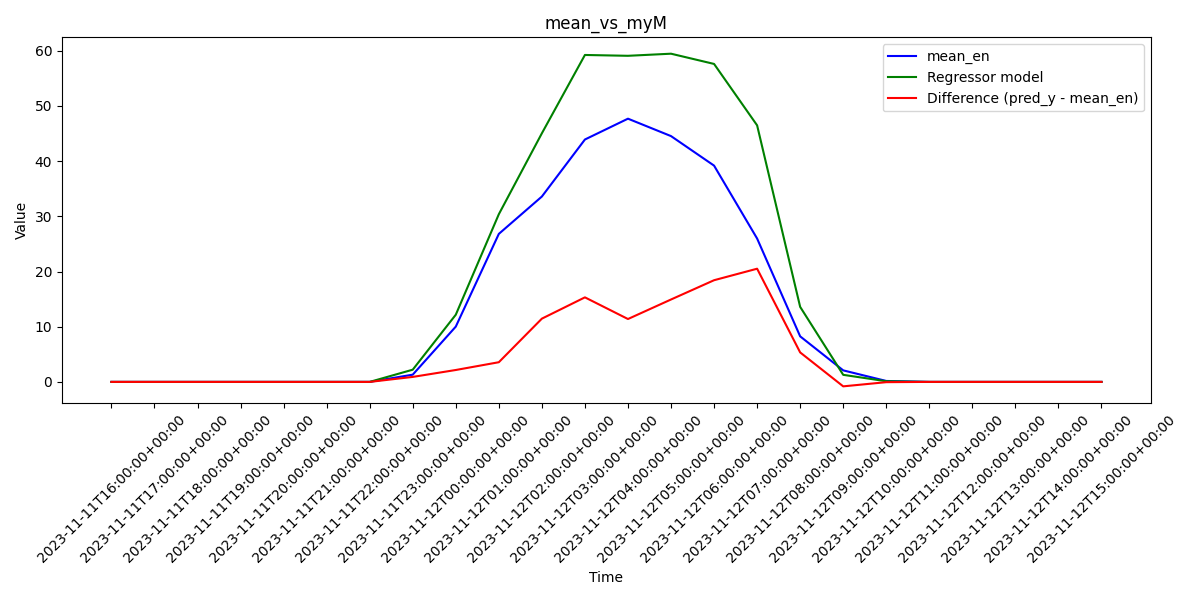 mean_vs_myM
mean_en
Regressor model
Difference (pred_y - mean_en)
Value
60
50
40
30
20
10
0
2023-11-11T16:00:00+00:00
2023-11-11T17:00:00+00:00
2023-11-11T18:00:00+00:00
2023-11-11T19:00:00+00:00
2023-11-11T20:00:00+00:00
2023-11-11T21:00:00+00:00
2023-11-11T22:00:00+00:00
2023-11-11T23:00:00+00:00
2023-11-12T00:00:00+00:00
2023-11-12T01:00:00+00:00
2023-11-12T02:00:00+00:00
2023-11-12T03:00:00+00:00
2023-11-12T04:00:00+00:00
2023-11-12T05:00:00+00:00
2023-11-12T06:00:00+00:00
2023-11-12T07:00:00+00:00
2023-11-12T08:00:00+00:00
2023-11-12T09:00:00+00:00
2023-11-12T10:00:00+00:00
2023-11-12T11:00:00+00:00
2023-11-12T12:00:00+00:00
2023-11-12T13:00:00+00:00
2023-11-12T14:00:00+00:00
2023-11-12T15:00:00+00:00
Time